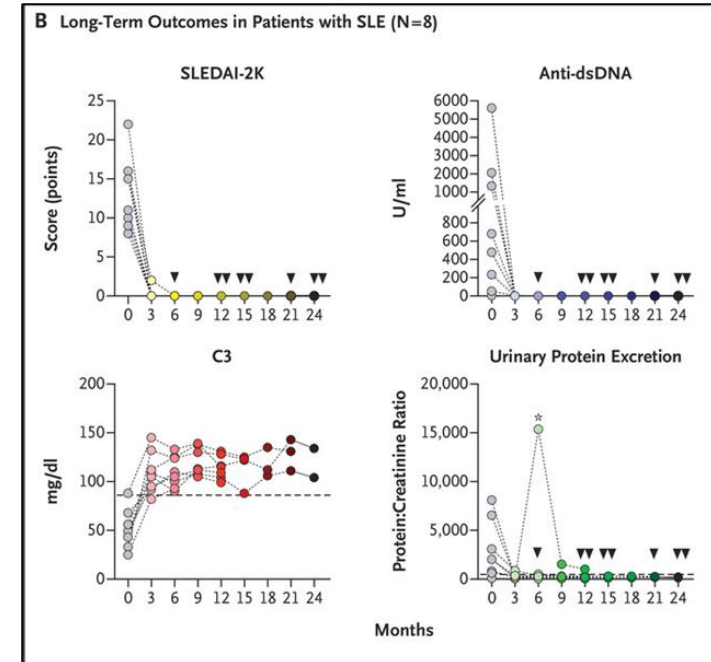 B Long-Term Outcomes in Patients with SLE (N=8)
SLEDAI-2K
Score (points)
25
20
15
10
5
0
0 3 6 9 12 15 18 21 24
Anti-dsDNA
U/ml
6000
5000
4000
3000
2000
1000
800
600
400
200
0
0 3 6 9 12 15 18 21 24
C3
mg/dl
200
150
100
50
0
0 3 6 9 12 15 18 21 24
Urinary Protein Excretion
Protein:Creatinine Ratio
20,000
15,000
10,000
5,000
0
0 3 6 9 12 15 18 21 24
Months